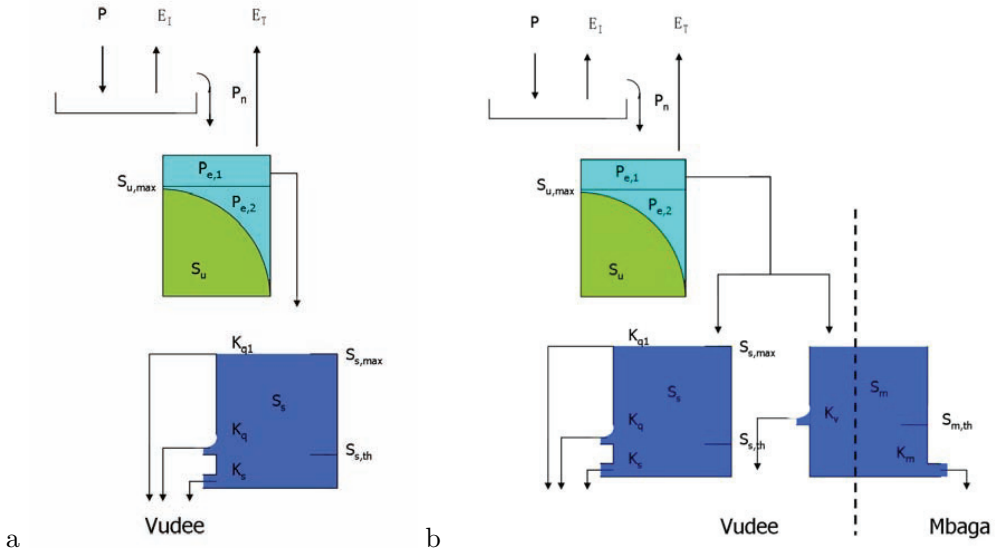 P E_I E_T
P_n
P_e,1
S_u,max
P_e,2
S_u
K_q1
S_s,max
S_s
K_q
S_s,th
K_s
Vudee
a
P E_I E_T
P_n
P_e,1
S_u,max
P_e,2
S_u
K_q1
S_s,max
S_s
K_q
S_s,th
K_s
S_m
K_v
S_m,th
K_m
Vudee Mbaga
b